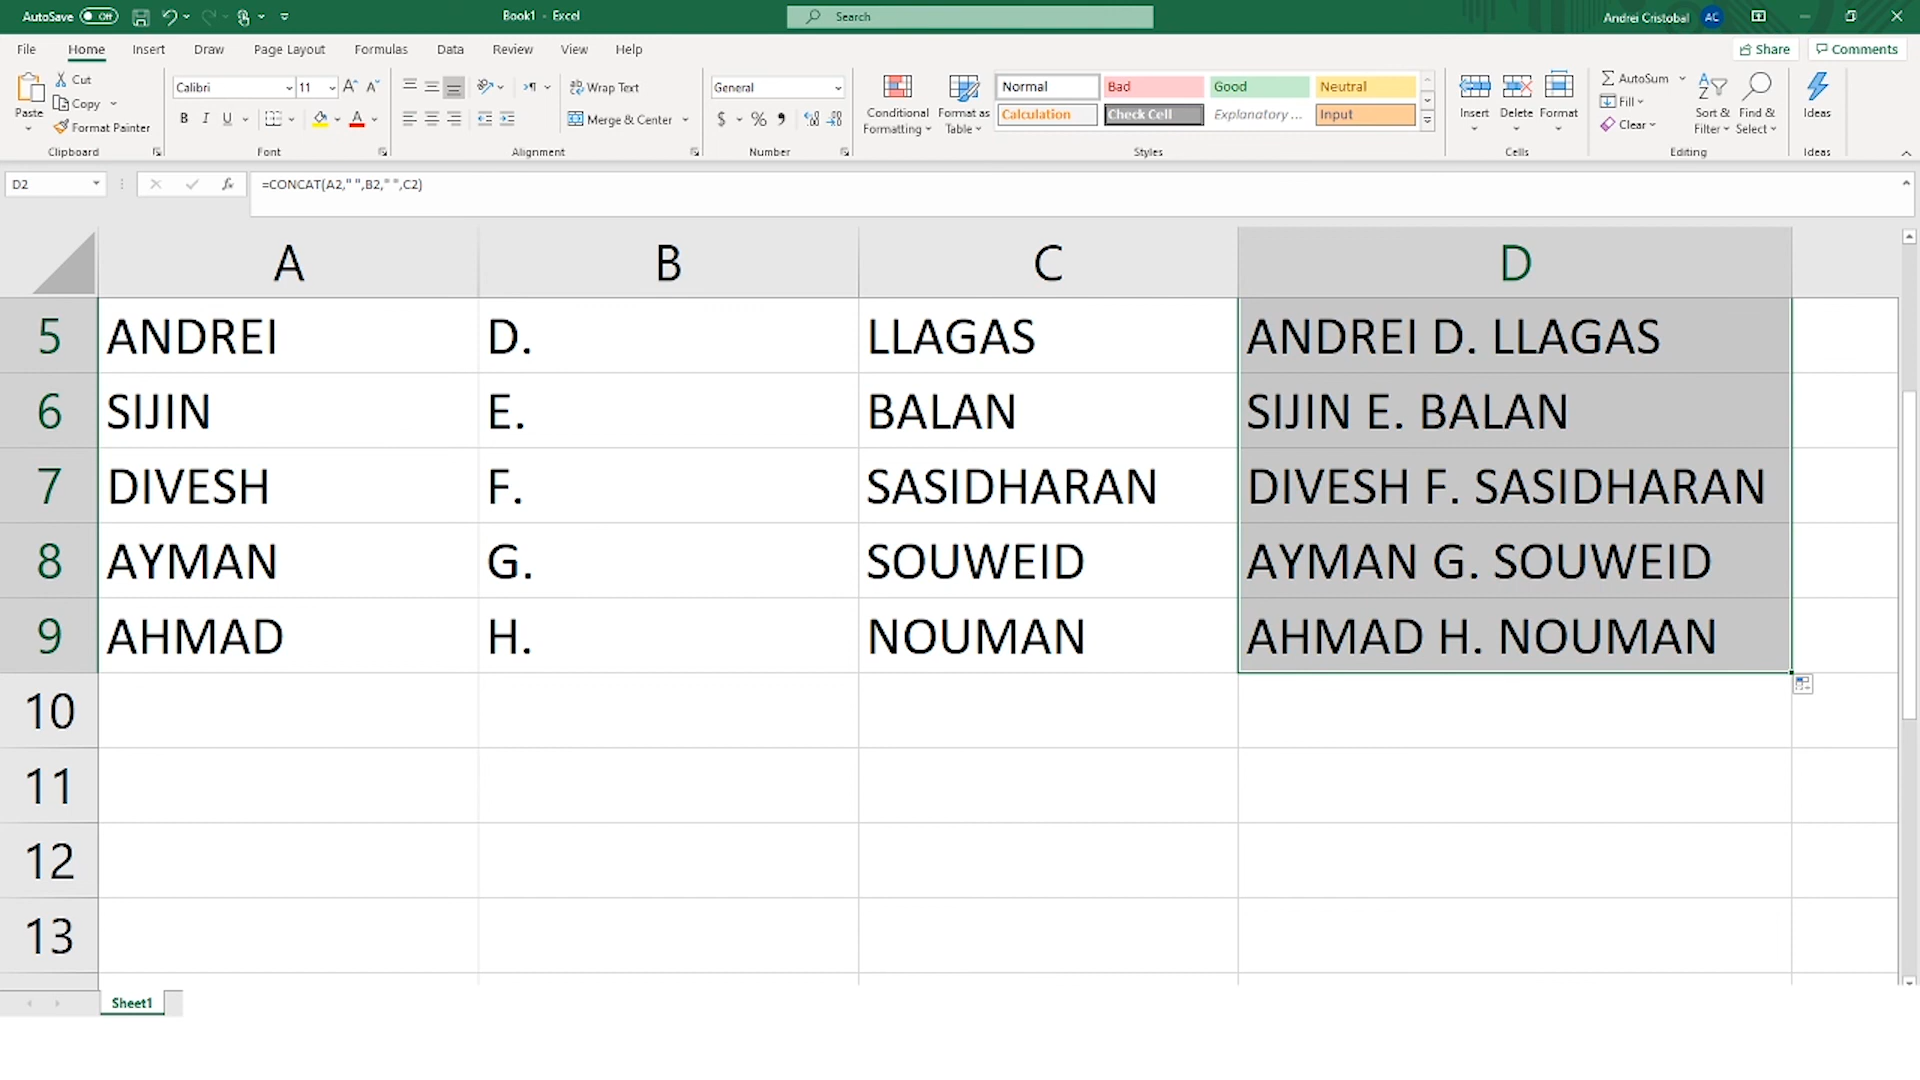 AutoSave Off Book1 - Excel Search Andrei Cristobal AC
File Home Insert Draw Page Layout Formulas Data Review View Help Share Comments
Paste Cut Copy Format Painter Clipboard
Calibri 11 A A B I U A Font
Wrap Text Merge & Center Alignment
General $ % Number
Conditional Formatting Format as Table Normal Bad Good Neutral
Calculation Check Cell Explanatory ... Input Styles
Insert Delete Format Cells
AutoSum Fill Clear Sort & Filter Find & Select Editing
Ideas Ideas
D2 fx =CONCAT(A2," ",B2," ",C2)
A B C D
5 ANDREI D. LLAGAS ANDREI D. LLAGAS
6 SIJIN E. BALAN SIJIN E. BALAN
7 DIVESH F. SASIDHARAN DIVESH F. SASIDHARAN
8 AYMAN G. SOUWEID AYMAN G. SOUWEID
9 AHMAD H. NOUMAN AHMAD H. NOUMAN
10
11
12
13
Sheet1